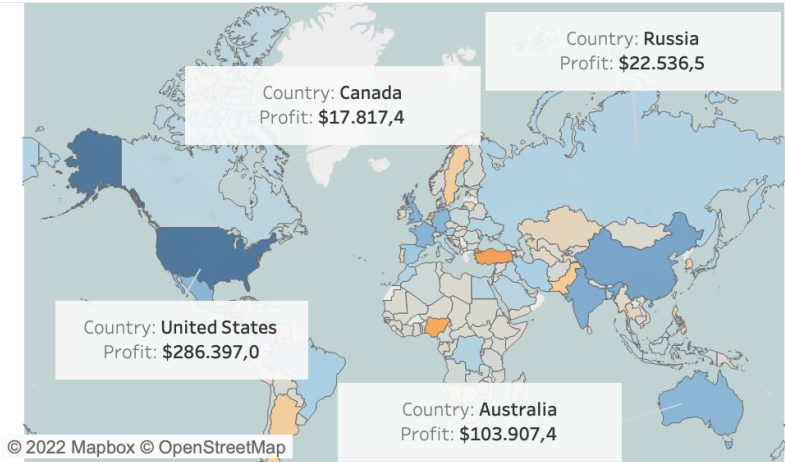 Country: Russia
Profit: $22.536,5
Country: Canada
Profit: $17.817,4
Country: United States
Profit: $286.397,0
Country: Australia
Profit: $103.907,4
© 2022 Mapbox © OpenStreetMap